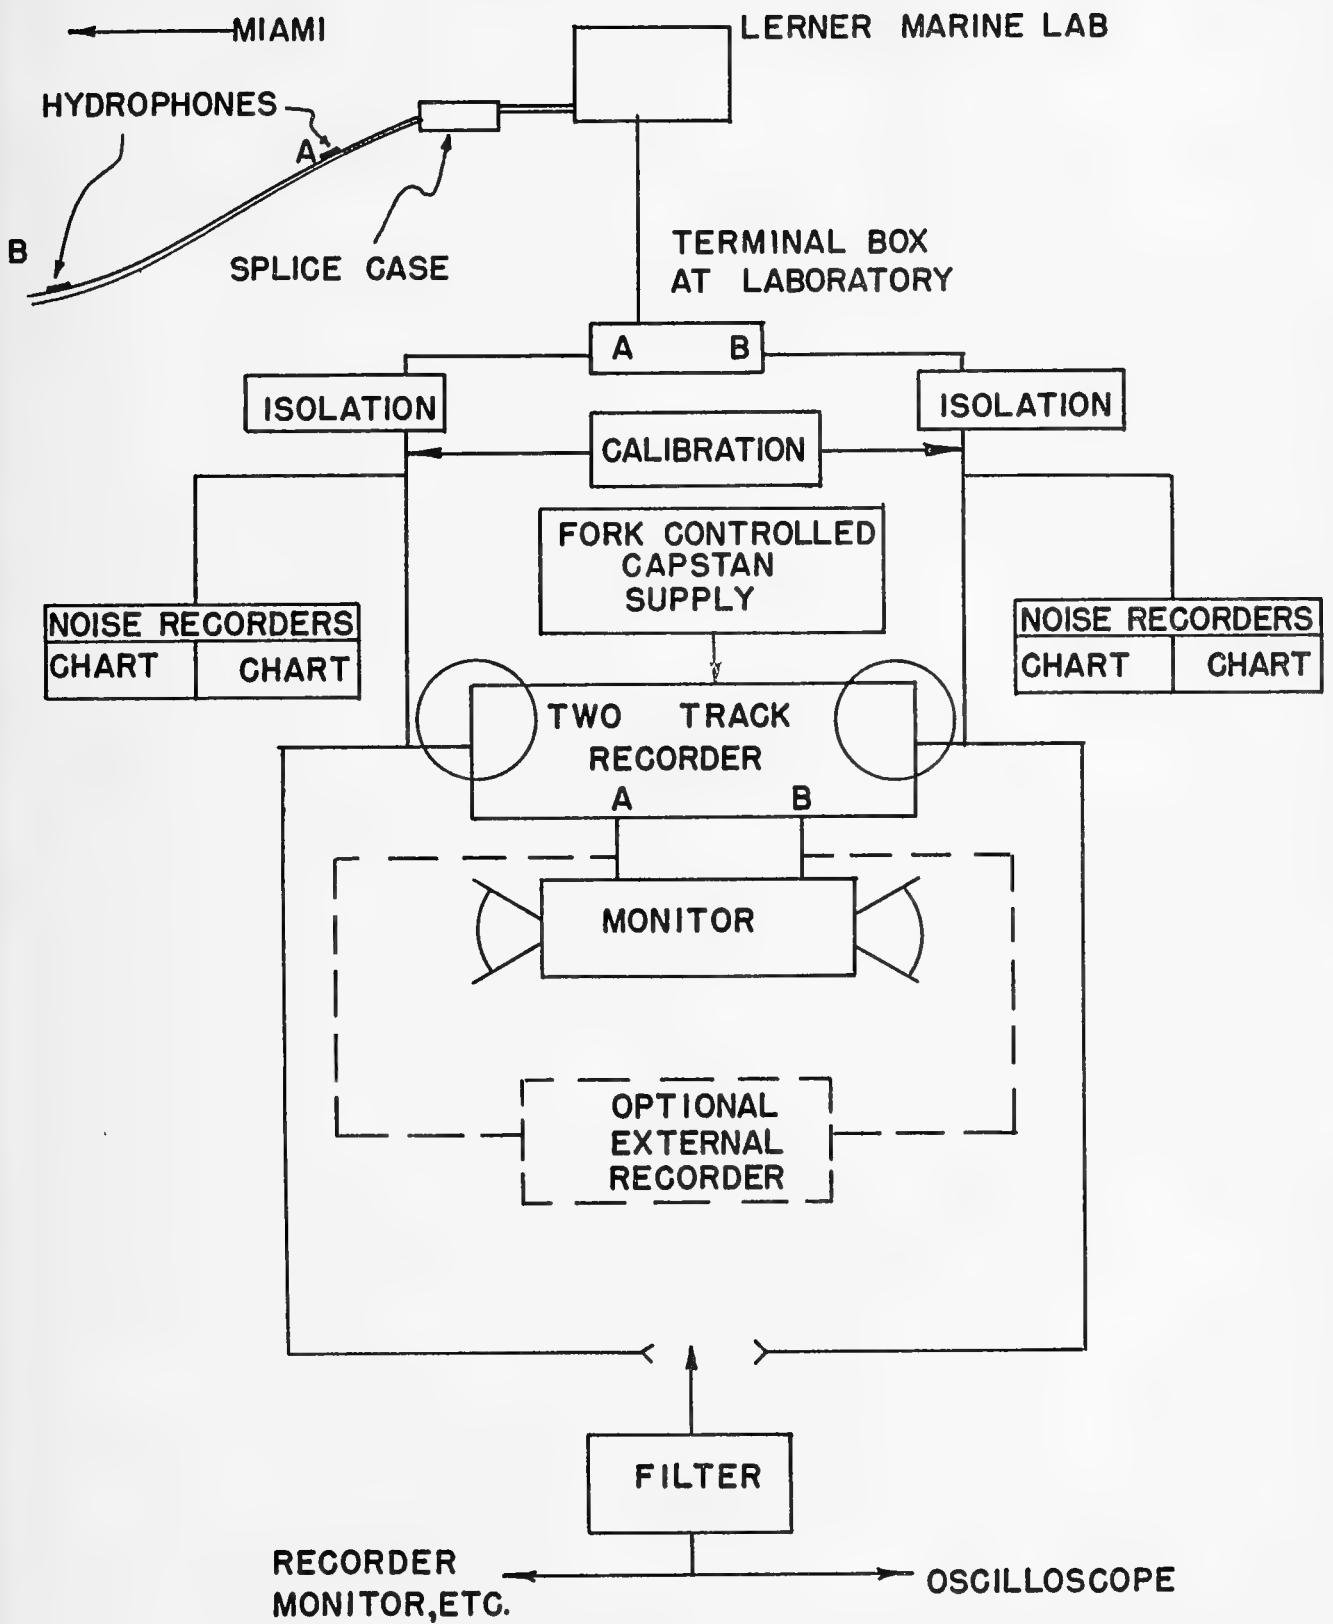 MIAMI
LERNER MARINE LAB
HYDROPHONES
A
B
SPLICE CASE
TERMINAL BOX
AT LABORATORY
A B
ISOLATION
ISOLATION
CALIBRATION
FORK CONTROLLED
CAPSTAN
SUPPLY
NOISE RECORDERS
CHART CHART
NOISE RECORDERS
CHART CHART
TWO TRACK
RECORDER
A B
MONITOR
OPTIONAL
EXTERNAL
RECORDER
FILTER
RECORDER
MONITOR, ETC.
OSCILLOSCOPE